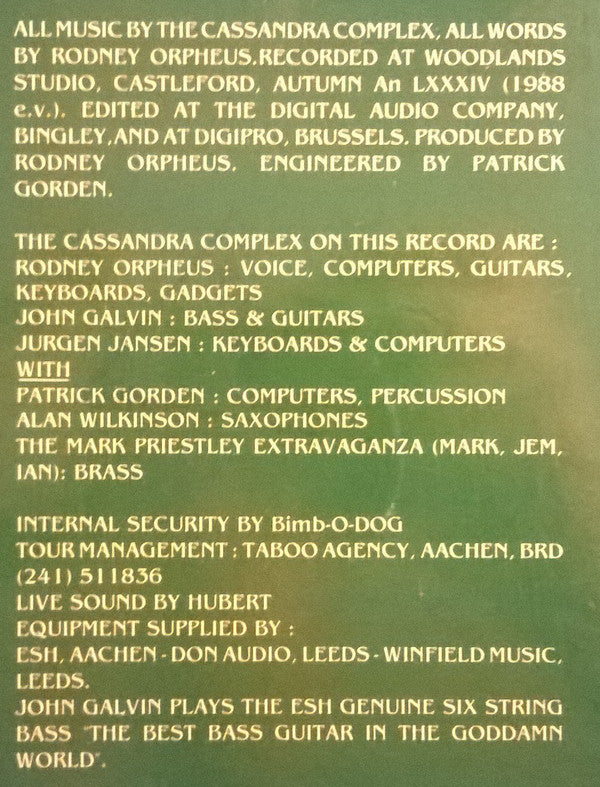 ALL MUSIC BY THE CASSANDRA COMPLEX, ALL WORDS
BY RODNEY ORPHEUS.RECORDED AT WOODLANDS
STUDIO, CASTLEFORD, AUTUMN An LXXXIV (1988
e.v.). EDITED AT THE DIGITAL AUDIO COMPANY,
BINGLEY,AND AT DIGIPRO, BRUSSELS. PRODUCED BY
RODNEY ORPHEUS. ENGINEERED BY PATRICK
GORDEN.
THE CASSANDRA COMPLEX ON THIS RECORD ARE :
RODNEY ORPHEUS : VOICE, COMPUTERS, GUITARS,
KEYBOARDS, GADGETS
JOHN GALVIN : BASS & GUITARS
JURGEN JANSEN : KEYBOARDS & COMPUTERS
WITH
PATRICK GORDEN : COMPUTERS, PERCUSSION
ALAN WILKINSON : SAXOPHONES
THE MARK PRIESTLEY EXTRAVAGANZA (MARK, JEM,
IAN): BRASS
INTERNAL SECURITY BY Bimb-O-DOG
TOUR MANAGEMENT : TABOO AGENCY, AACHEN, BRD
(241) 511836
LIVE SOUND BY HUBERT
EQUIPMENT SUPPLIED BY :
ESH, AACHEN - DON AUDIO, LEEDS - WINFIELD MUSIC,
LEEDS.
JOHN GALVIN PLAYS THE ESH GENUINE SIX STRING
BASS "THE BEST BASS GUITAR IN THE GODDAMN
WORLD".